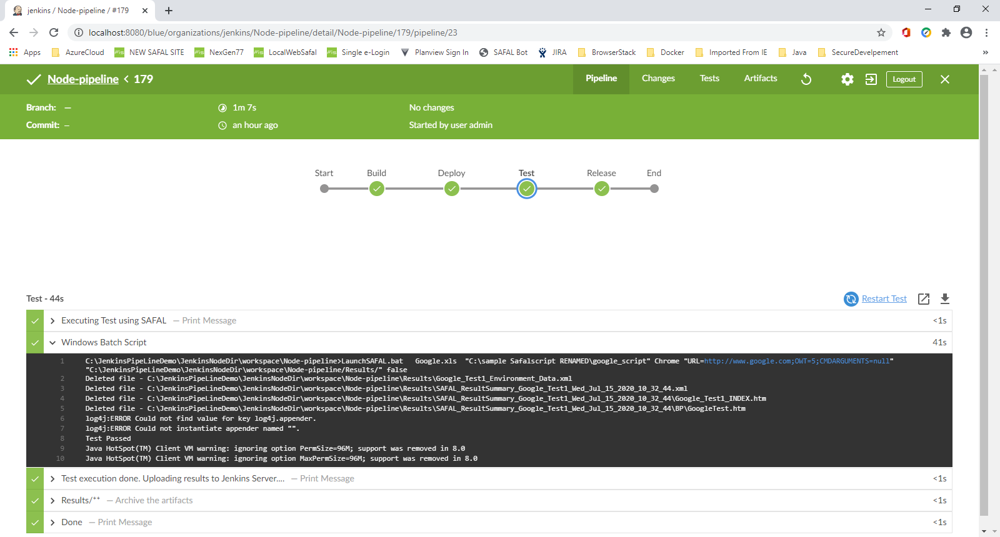 jenkins / Node-pipeline / #179
localhost:8080/blue/organizations/jenkins/Node-pipeline/detail/Node-pipeline/179/pipeline/23
Apps AzureCloud NEW SAFAL SITE NexGen77 LocalWebSafal Single e-Login Planview Sign In SAFAL Bot JIRA BrowserStack Docker Imported From IE Java SecureDevelpement »
Node-pipeline < 179 Pipeline Changes Tests Artifacts Logout
Branch: — 1m 7s No changes
Commit: – an hour ago Started by user admin
Start Build Deploy Test Release End
Test - 44s Restart Test
Executing Test using SAFAL — Print Message <1s
Windows Batch Script 41s
1 C:\JenkinsPipeLineDemo\JenkinsNodeDir\workspace\Node-pipeline>LaunchSAFAL.bat Google.xls "C:\sample Safalscript RENAMED\google_script" Chrome "URL=http://www.google.com;OWT=5;CMDARGUMENTS=null"
"C:\JenkinsPipeLineDemo\JenkinsNodeDir\workspace\Node-pipeline/Results/" false
2 Deleted file - C:\JenkinsPipeLineDemo\JenkinsNodeDir\workspace\Node-pipeline\Results\Google_Test1_Environment_Data.xml
3 Deleted file - C:\JenkinsPipeLineDemo\JenkinsNodeDir\workspace\Node-pipeline\Results\SAFAL_ResultSummary_Google_Test1_Wed_Jul_15_2020_10_32_44.xml
4 Deleted file - C:\JenkinsPipeLineDemo\JenkinsNodeDir\workspace\Node-pipeline\Results\SAFAL_ResultSummary_Google_Test1_Wed_Jul_15_2020_10_32_44\Google_Test1_INDEX.htm
5 Deleted file - C:\JenkinsPipeLineDemo\JenkinsNodeDir\workspace\Node-pipeline\Results\SAFAL_ResultSummary_Google_Test1_Wed_Jul_15_2020_10_32_44\BP\GoogleTest.htm
6 log4j:ERROR Could not find value for key log4j.appender.
7 log4j:ERROR Could not instantiate appender named "".
8 Test Passed
9 Java HotSpot(TM) Client VM warning: ignoring option PermSize=96M; support was removed in 8.0
10 Java HotSpot(TM) Client VM warning: ignoring option MaxPermSize=96M; support was removed in 8.0
Test execution done. Uploading results to Jenkins Server.... — Print Message <1s
Results/** — Archive the artifacts <1s
Done — Print Message <1s